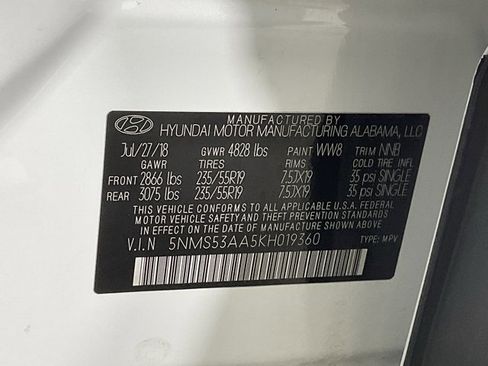 MANUFACTURED BY
HYUNDAI MOTOR MANUFACTURING ALABAMA, LLC
Jul/27/18 GVWR 4828 lbs PAINT WW8 TRIM NNB
GAWR TIRES RIMS COLD TIRE INFL
FRONT 2866 lbs 235/55R19 7.5JX19 35 psi SINGLE
REAR 3075 lbs 235/55R19 7.5JX19 35 psi SINGLE
THIS VEHICLE CONFORMS TO ALL APPLICABLE U.S.A. FEDERAL
MOTOR VEHICLE SAFETY AND THEFT PREVENTION STANDARDS
IN EFFECT ON THE DATE OF MANUFACTURE SHOWN ABOVE
V.I.N 5NMS53AA5KH019360 TYPE: MPV